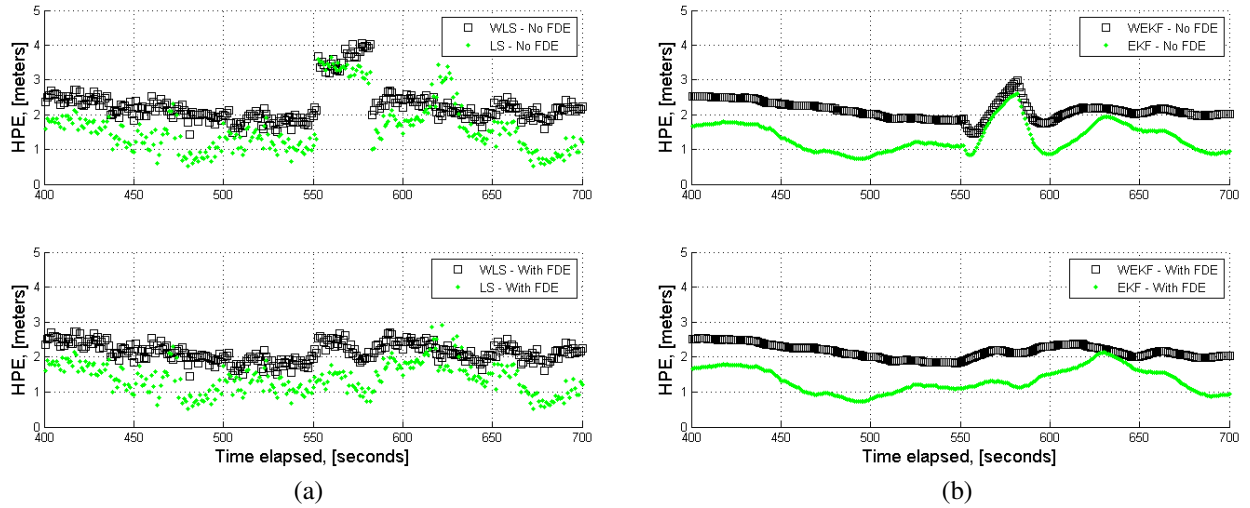 WLS - No FDE
LS - No FDE
HPE, [meters]
5
4
3
2
1
0
400 450 500 550 600 650 700
WEKF - No FDE
EKF - No FDE
HPE, [meters]
5
4
3
2
1
0
400 450 500 550 600 650 700
WLS - With FDE
LS - With FDE
HPE, [meters]
5
4
3
2
1
0
400 450 500 550 600 650 700
Time elapsed, [seconds]
WEKF - With FDE
EKF - With FDE
HPE, [meters]
5
4
3
2
1
0
400 450 500 550 600 650 700
Time elapsed, [seconds]
(a)
(b)